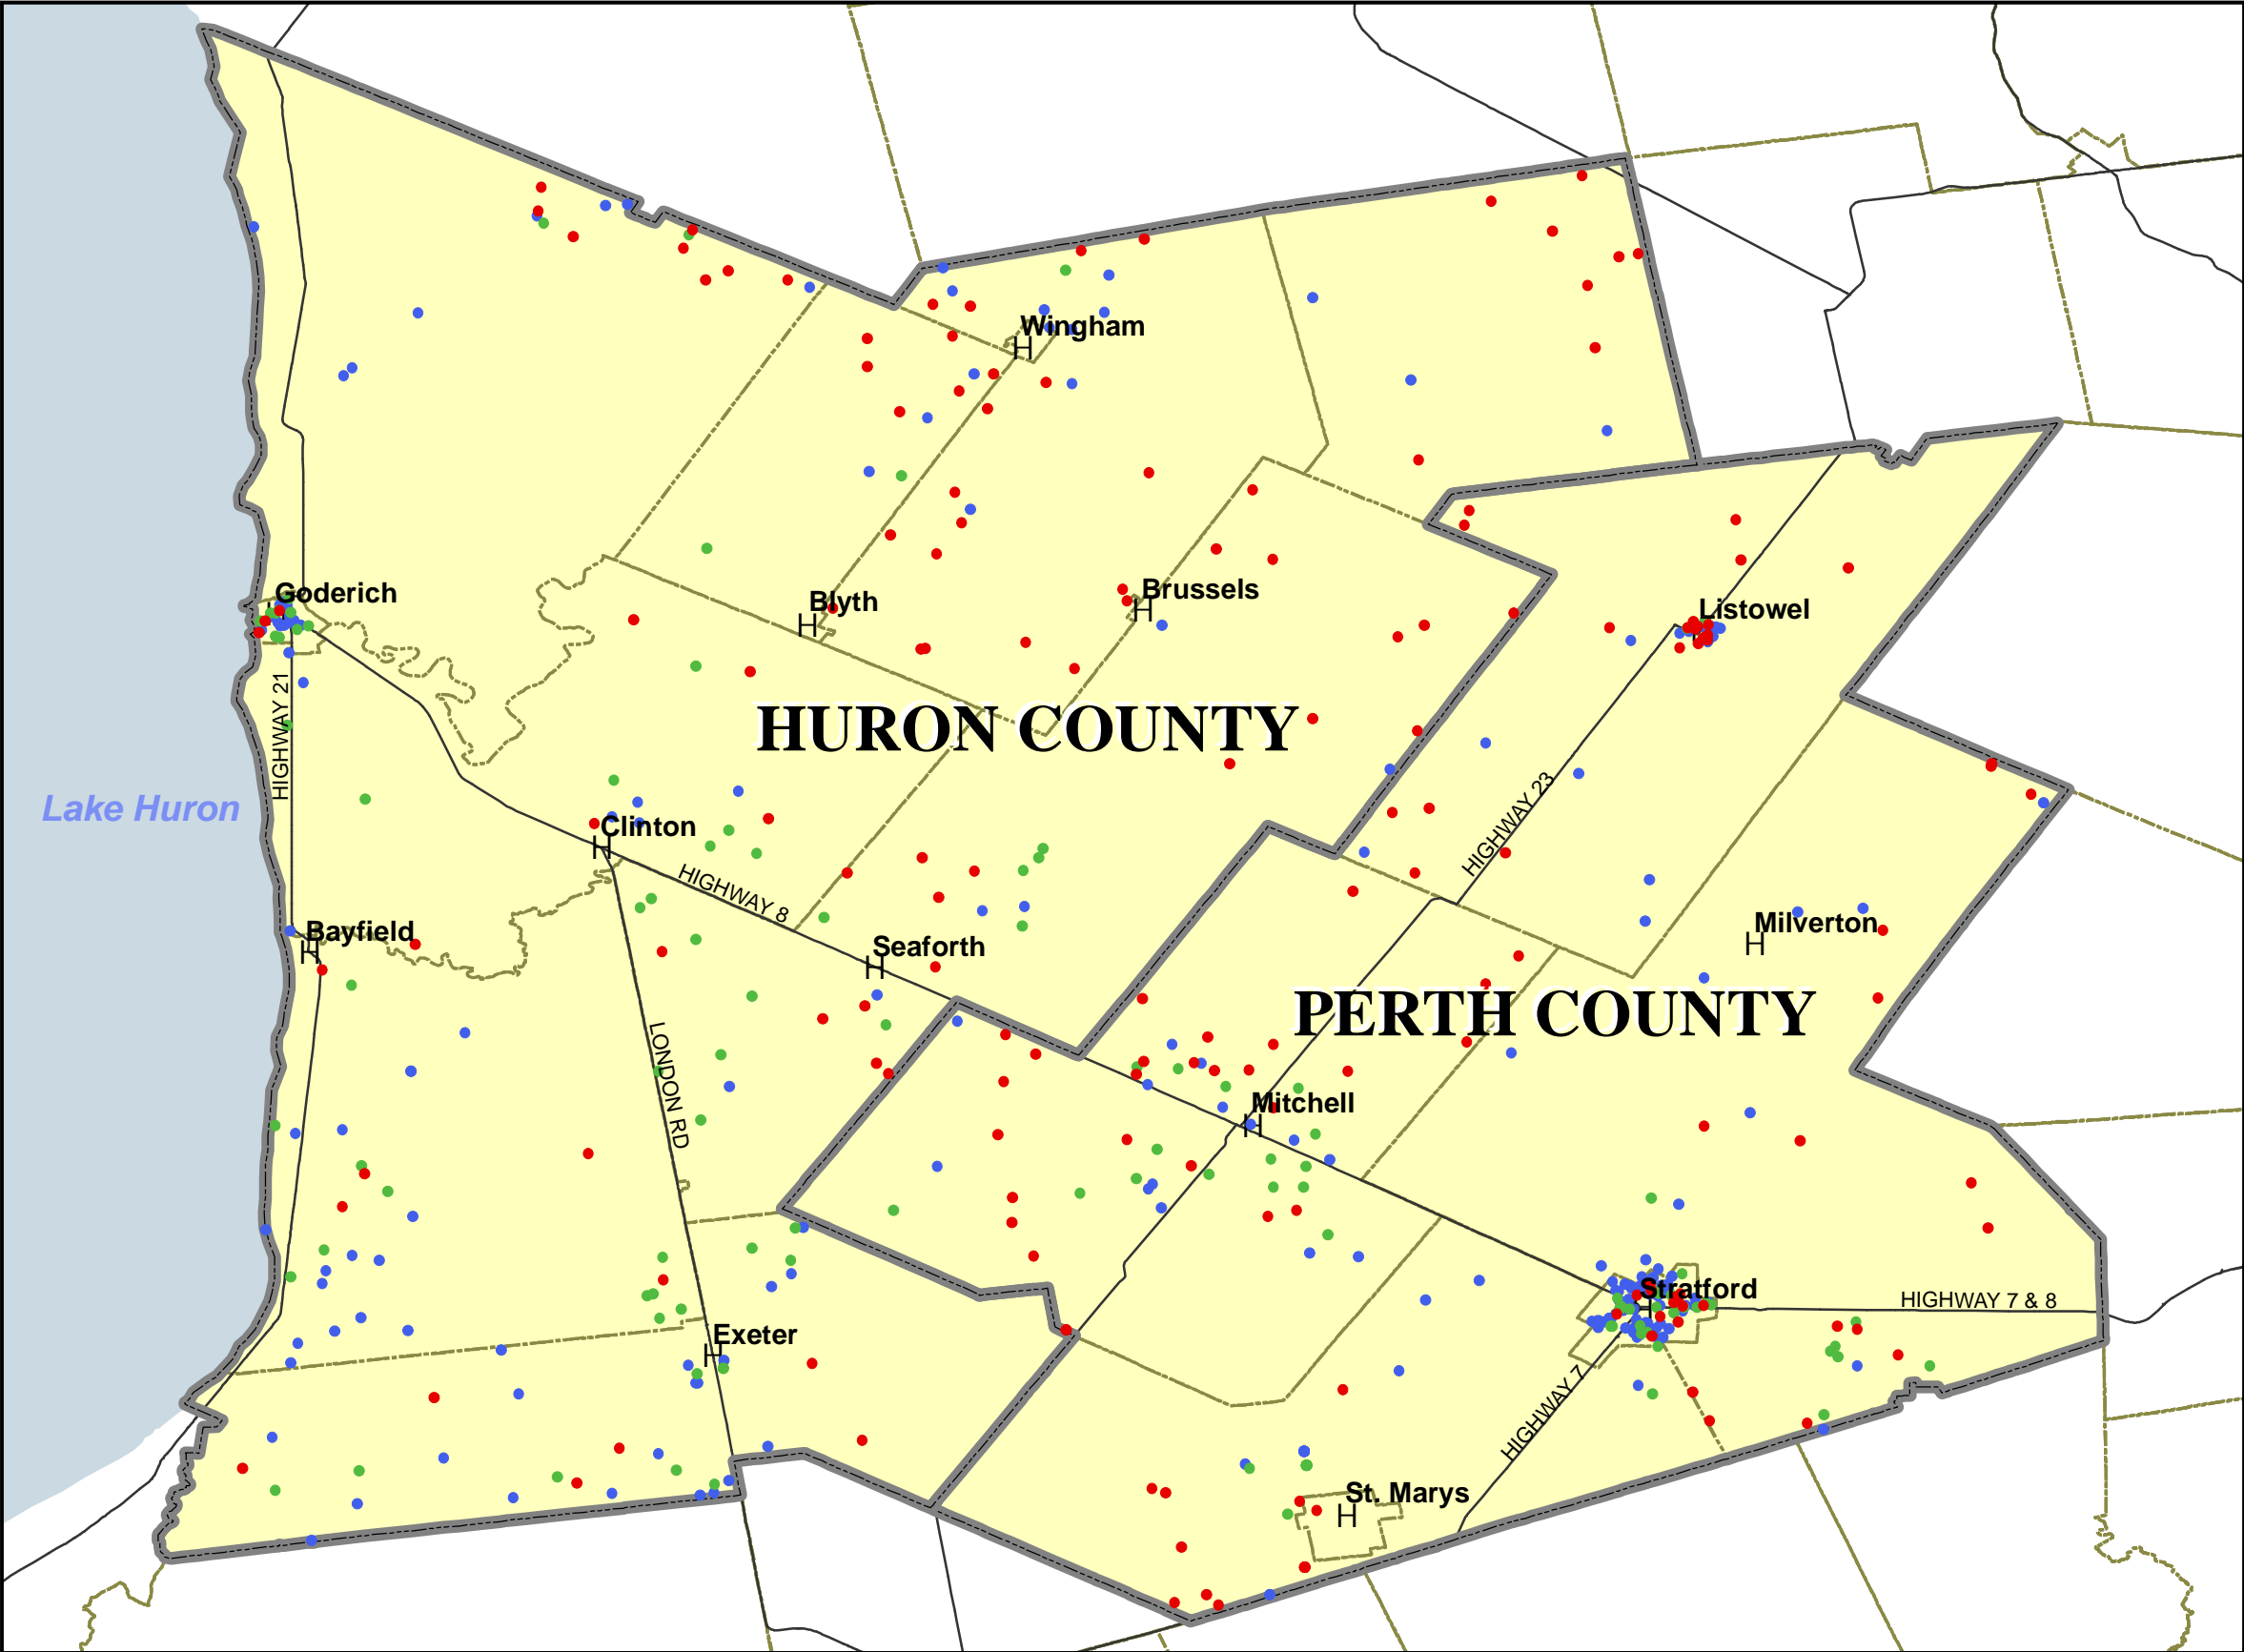 Wingham
H
Goderich
H
Blyth
H
Brussels
H
Listowel
HIGHWAY 21
HURON COUNTY
Lake Huron
HIGHWAY 23
Clinton
H
HIGHWAY 8
Bayfield
H
Seaforth
H
Milverton
H
PERTH COUNTY
LONDON RD
Mitchell
H
Stratford
H
HIGHWAY 7 & 8
Exeter
H
HIGHWAY 7
St. Marys
H